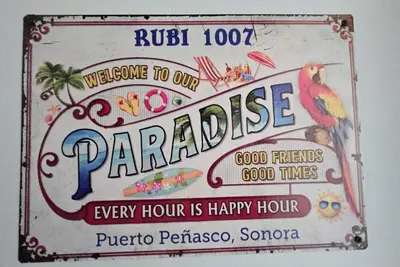 RUBI 1007
WELCOME TO OUR
PARADISE
GOOD FRIENDS
GOOD TIMES
EVERY HOUR IS HAPPY HOUR
Puerto Peñasco, Sonora